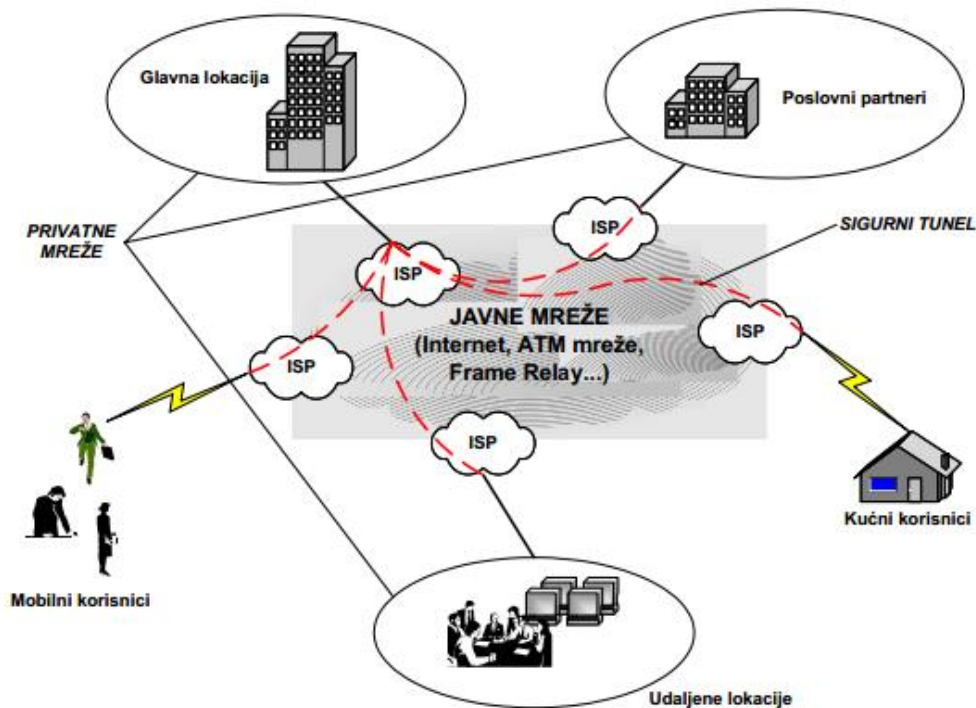 Glavna lokacija
Poslovni partneri
PRIVATNE
MREŽE
ISP
SIGURNI TUNEL
ISP
JAVNE MREŽE
(Internet, ATM mreže,
Frame Relay...)
ISP
ISP
ISP
Kućni korisnici
Mobilni korisnici
Udaljene lokacije